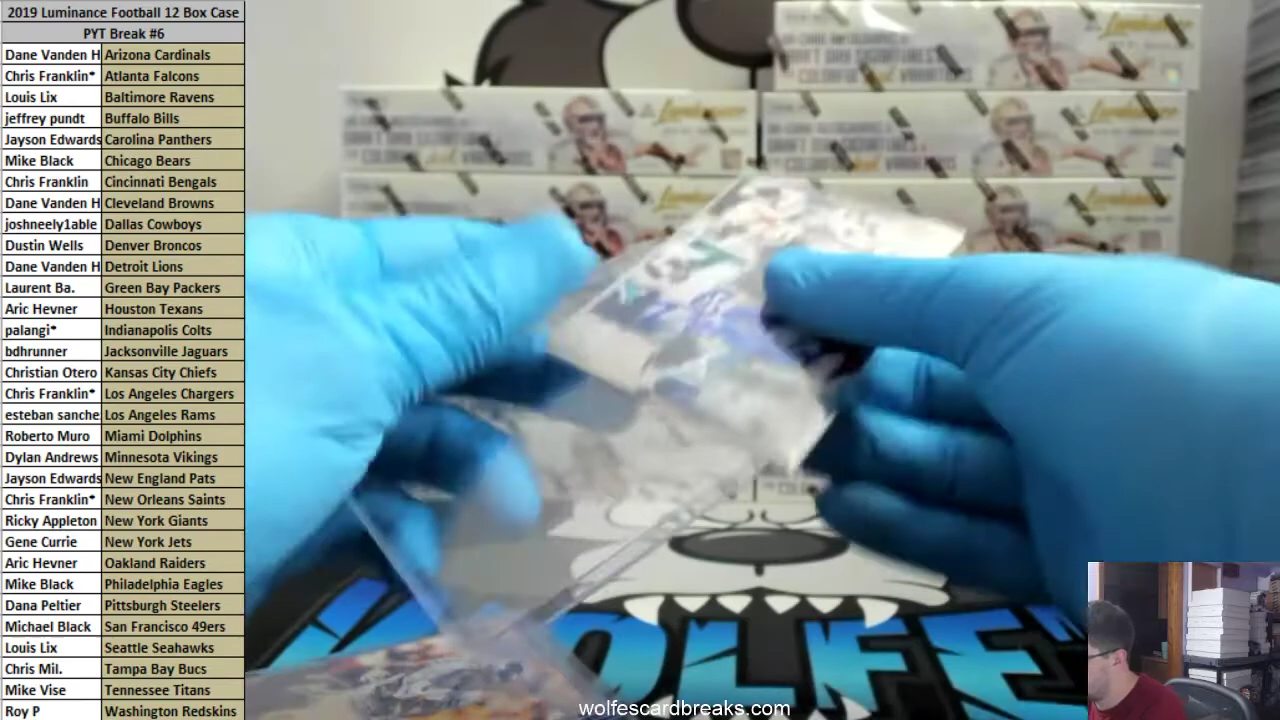 2019 Luminance Football 12 Box Case
PYT Break #6
Dane Vanden H Arizona Cardinals
Chris Franklin* Atlanta Falcons
Louis Lix Baltimore Ravens
jeffrey pundt Buffalo Bills
Jayson Edwards Carolina Panthers
Mike Black Chicago Bears
Chris Franklin Cincinnati Bengals
Dane Vanden H Cleveland Browns
joshneely1able Dallas Cowboys
Dustin Wells Denver Broncos
Dane Vanden H Detroit Lions
Laurent Ba. Green Bay Packers
Aric Hevner Houston Texans
palangi* Indianapolis Colts
bdhrunner Jacksonville Jaguars
Christian Otero Kansas City Chiefs
Chris Franklin* Los Angeles Chargers
esteban sanche Los Angeles Rams
Roberto Muro Miami Dolphins
Dylan Andrews Minnesota Vikings
Jayson Edwards New England Pats
Chris Franklin* New Orleans Saints
Ricky Appleton New York Giants
Gene Currie New York Jets
Aric Hevner Oakland Raiders
Mike Black Philadelphia Eagles
Dana Peltier Pittsburgh Steelers
Michael Black San Francisco 49ers
Louis Lix Seattle Seahawks
Chris Mil. Tampa Bay Bucs
Mike Vise Tennessee Titans
Roy P Washington Redskins
Luminance
Luminance
Luminance
Luminance
Luminance
WOLFE
wolfescardbreaks.com